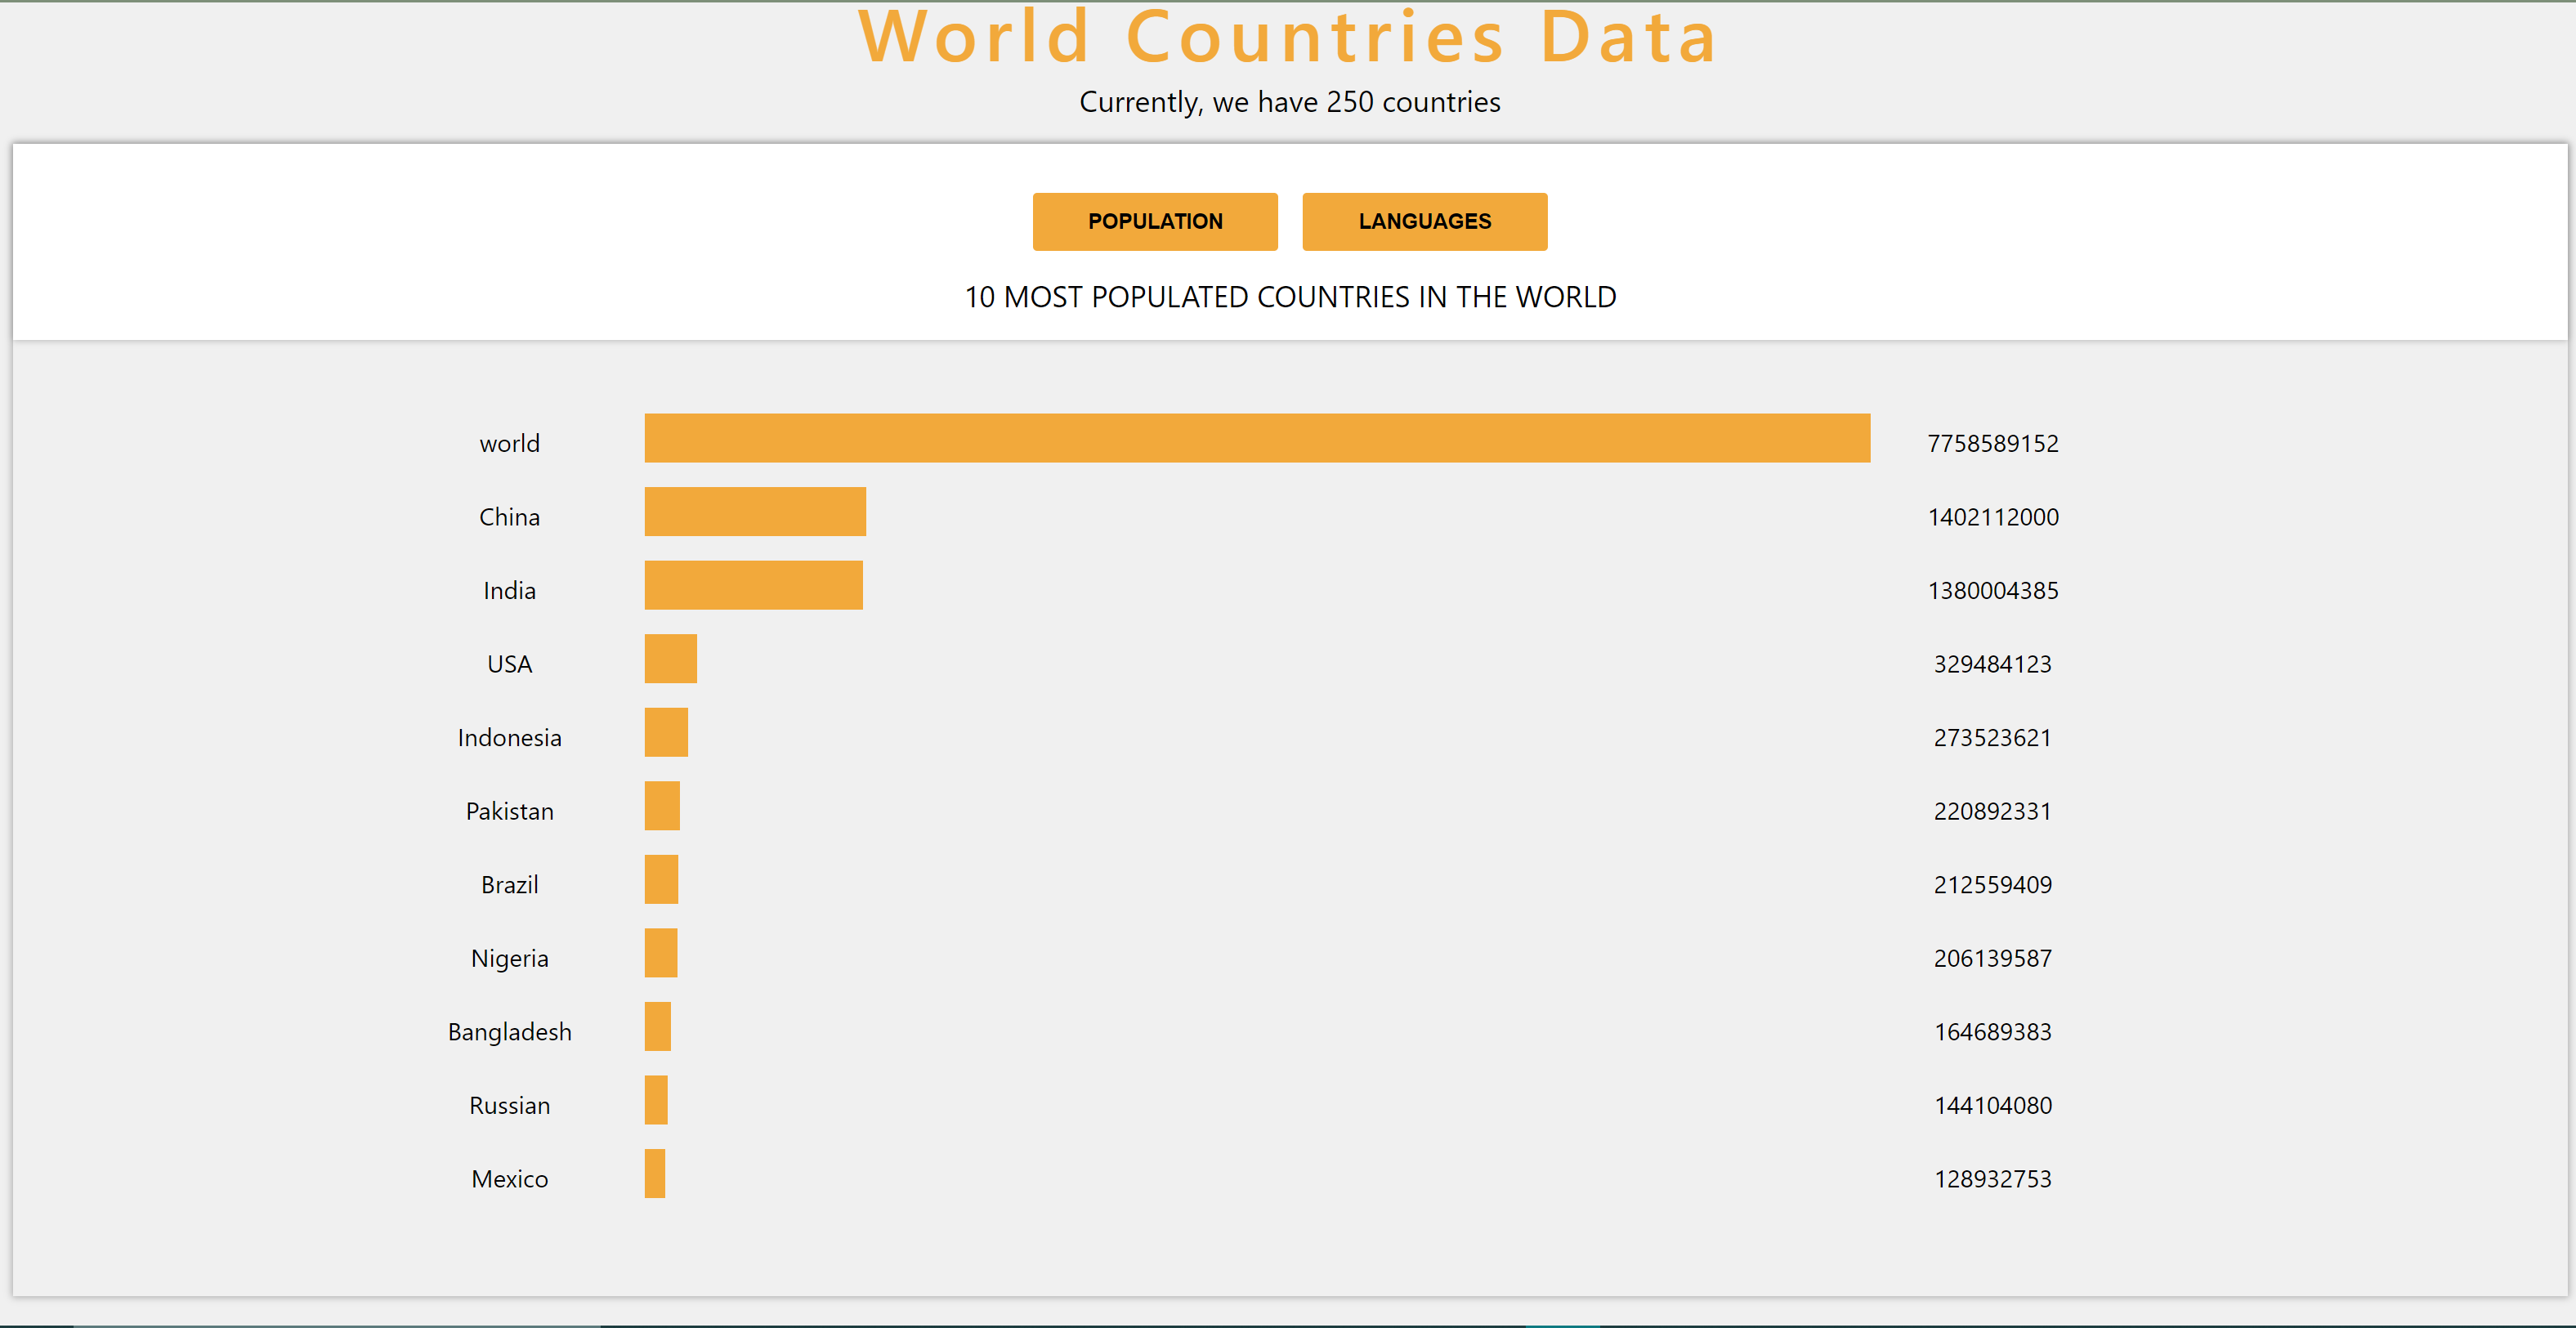 World Countries Data
Currently, we have 250 countries
POPULATION LANGUAGES
10 MOST POPULATED COUNTRIES IN THE WORLD
world 7758589152
China 1402112000
India 1380004385
USA 329484123
Indonesia 273523621
Pakistan 220892331
Brazil 212559409
Nigeria 206139587
Bangladesh 164689383
Russian 144104080
Mexico 128932753